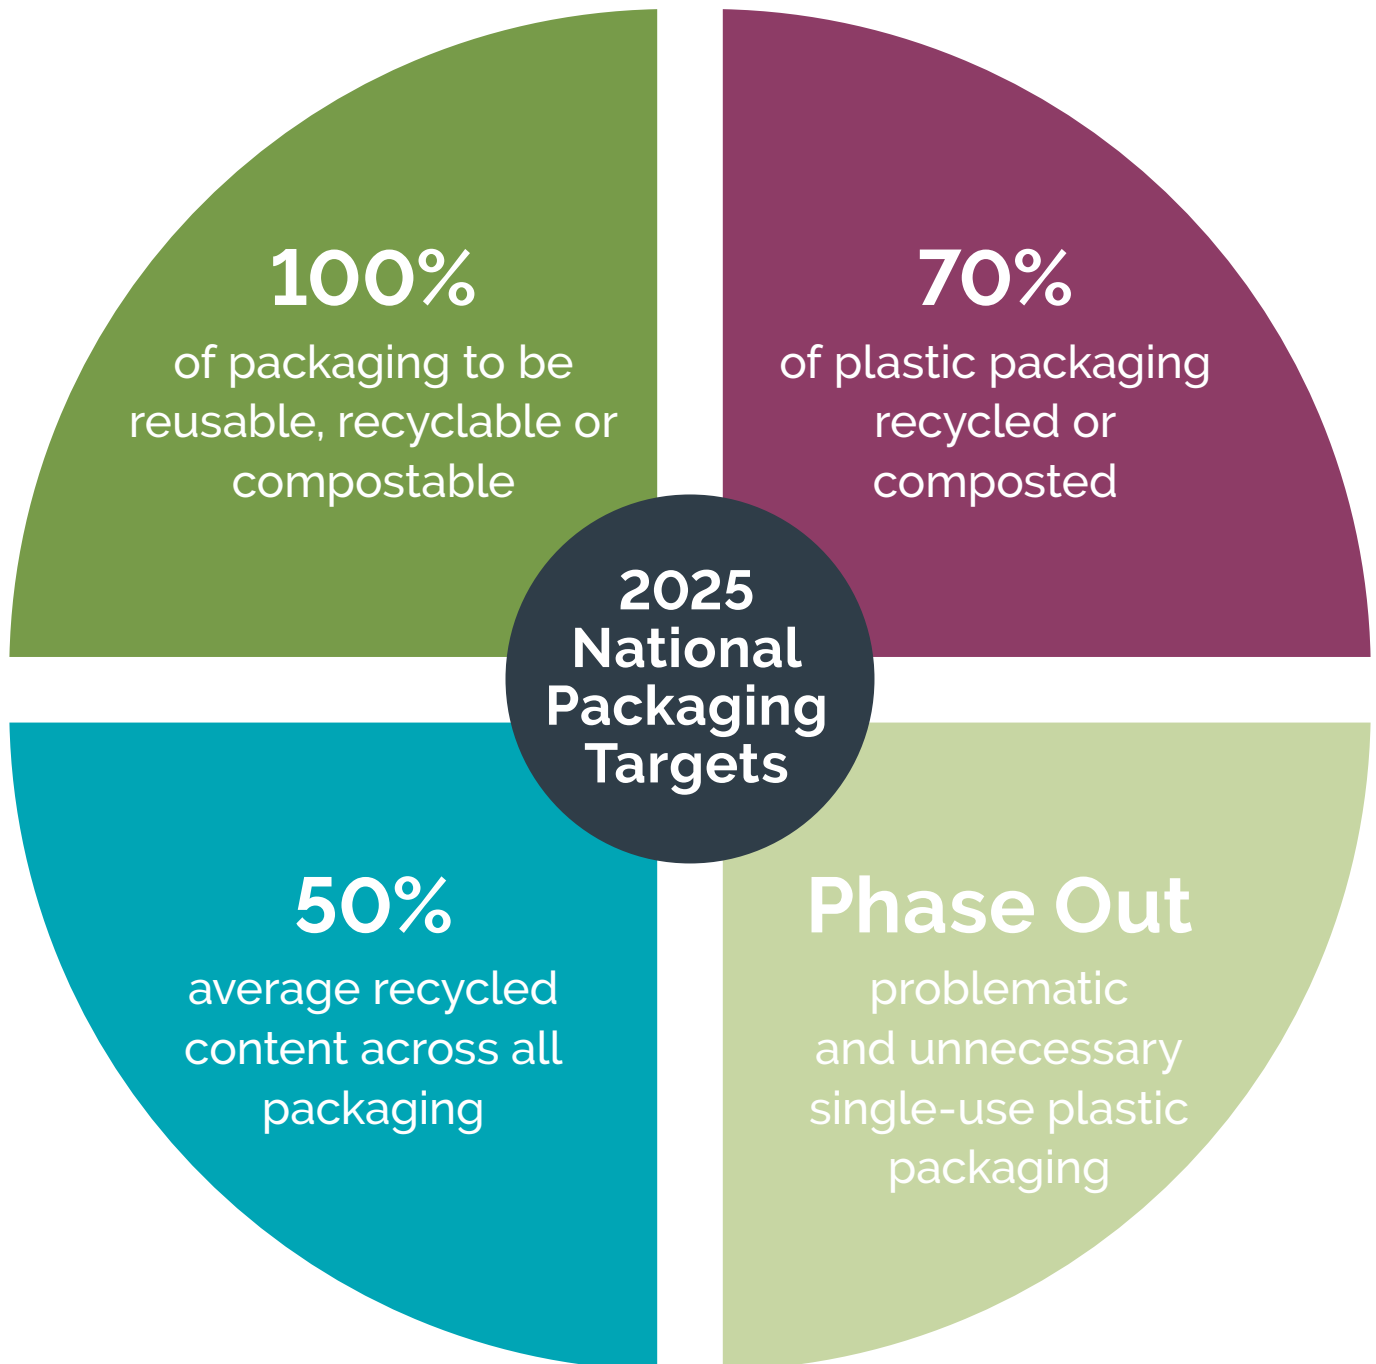 100%
of packaging to be
reusable, recyclable or
compostable
70%
of plastic packaging
recycled or
composted
2025
National
Packaging
Targets
50%
average recycled
content across all
packaging
Phase Out
problematic
and unnecessary
single-use plastic
packaging